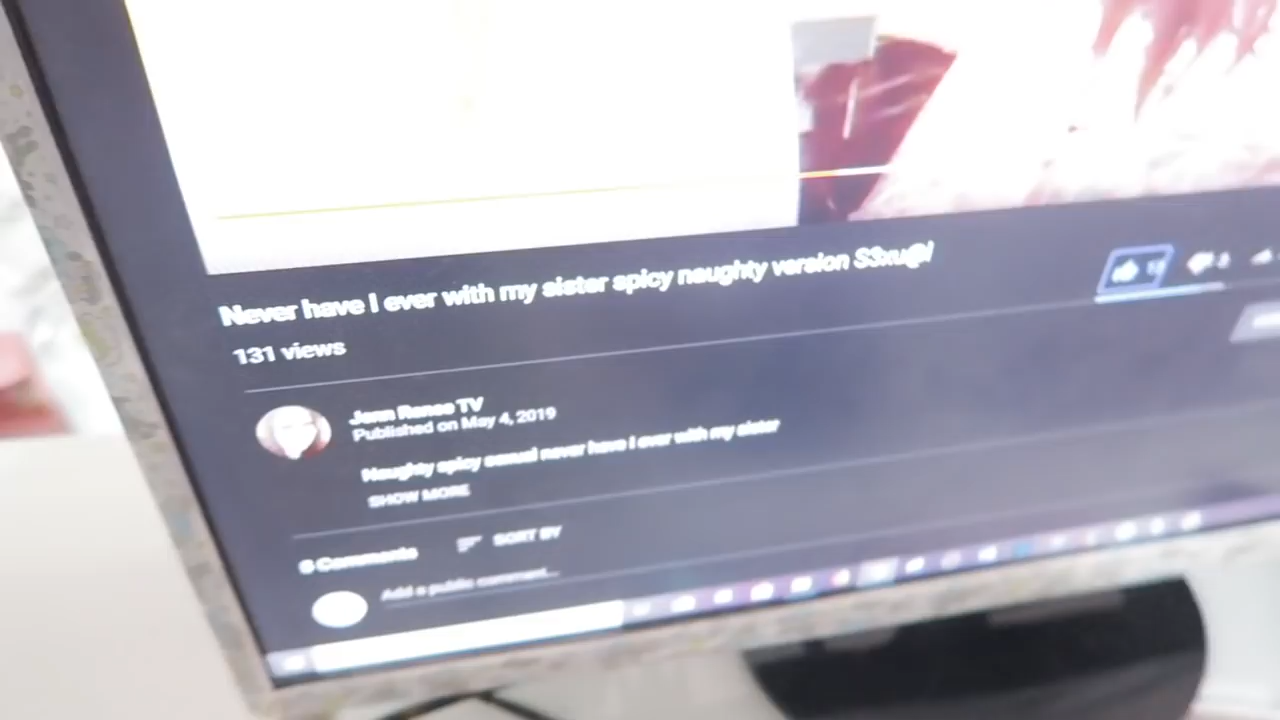 Never have I ever with my sister spicy naughty version S3xu@l
131 views
Jenn Renee TV
Published on May 4, 2019
Naughty spicy sexual never have I ever with my sister
SHOW MORE
Comments
SORT BY
Add a public comment...